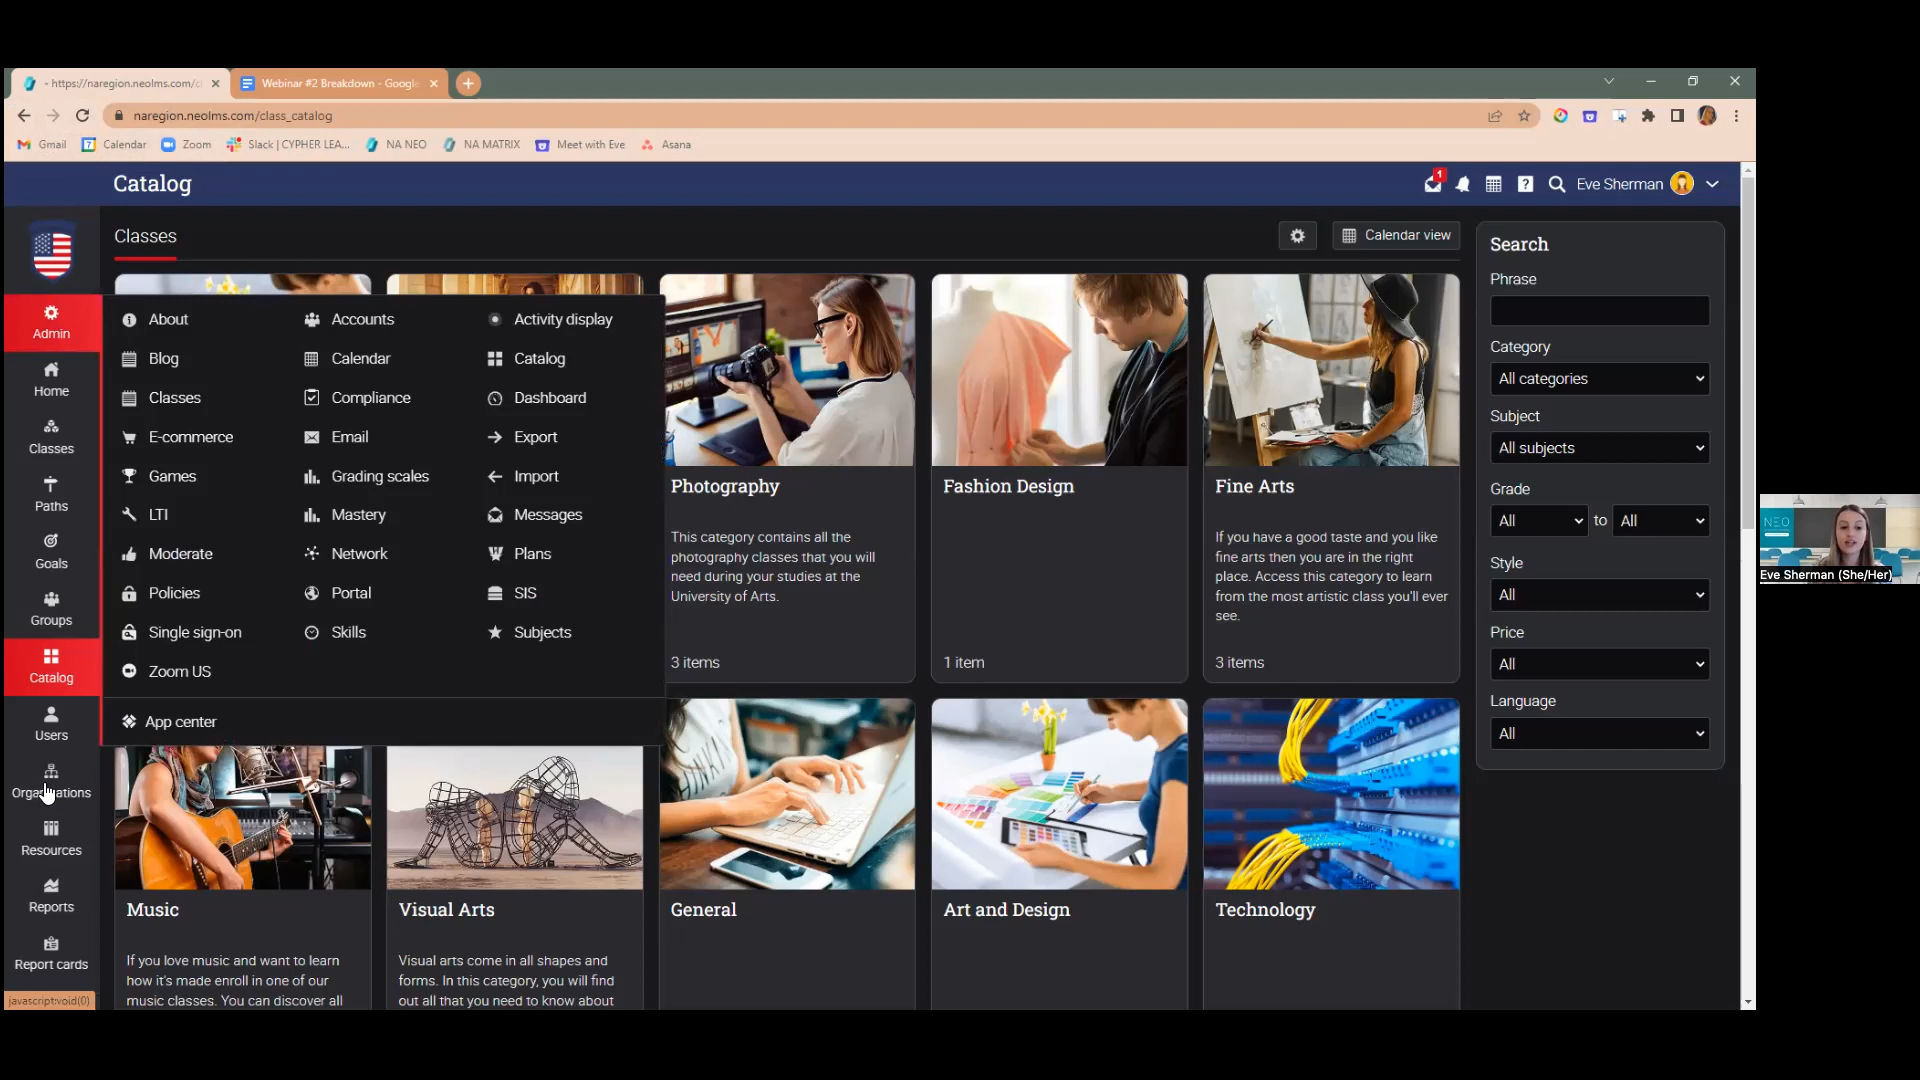 - https://naregion.neolms.com/c
Webinar #2 Breakdown - Google
naregion.neolms.com/class_catalog
Gmail
7
Calendar
Zoom
Slack | CYPHER LEA...
NA NEO
NA MATRIX
Meet with Eve
Asana
Catalog
1
?
Eve Sherman
Classes
Calendar view
Admin
Home
Classes
Paths
Goals
Groups
Catalog
Users
Organizations
Resources
Reports
Report cards
javascript:void(0)
About
Accounts
Activity display
Blog
Calendar
Catalog
Classes
Compliance
Dashboard
E-commerce
Email
Export
Games
Grading scales
Import
LTI
Mastery
Messages
Moderate
Network
Plans
Policies
Portal
SIS
Single sign-on
Skills
Subjects
Zoom US
App center
Photography
This category contains all the
photography classes that you will
need during your studies at the
University of Arts.
3 items
Fashion Design
1 item
Fine Arts
If you have a good taste and you like
fine arts then you are in the right
place. Access this category to learn
from the most artistic class you'll ever
see.
3 items
Music
If you love music and want to learn
how it's made enroll in one of our
music classes. You can discover all
Visual Arts
Visual arts come in all shapes and
forms. In this category, you will find
out all that you need to know about
General
Art and Design
Technology
Search
Phrase
Category
All categories
Subject
All subjects
Grade
All to All
Style
All
Price
All
Language
All
NEO
Eve Sherman (She/Her)